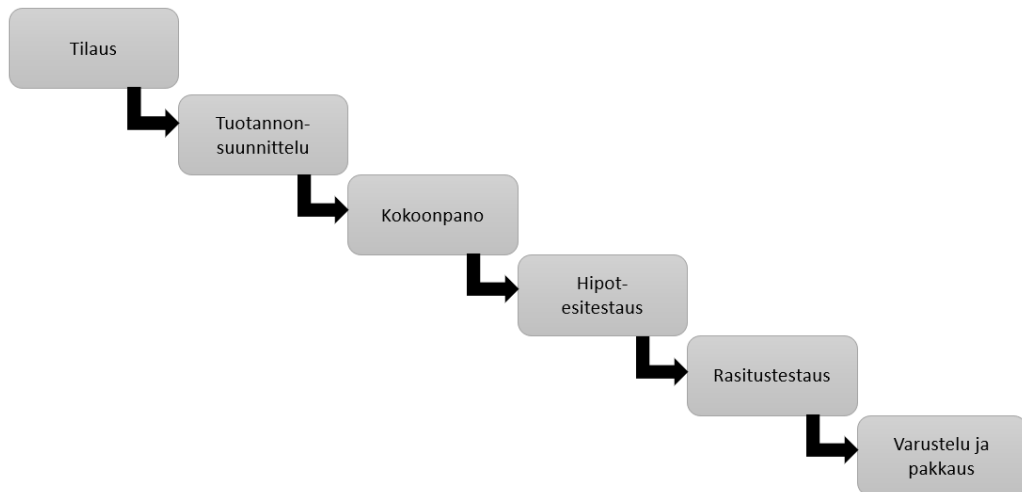 Tilaus
Tuotannon-
suunnittelu
Kokoonpano
Hipot-
esitestaus
Rasitustestaus
Varustelu ja
pakkaus